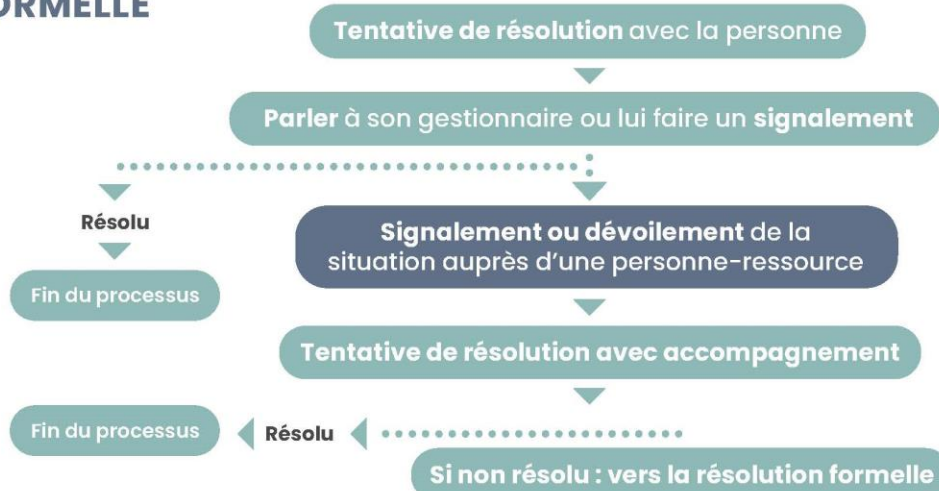 ORMELLE
Tentative de résolution avec la personne
Parler à son gestionnaire ou lui faire un signalement
Résolu
Signalement ou dévoilement de la
situation auprès d'une personne-ressource
Fin du processus
Tentative de résolution avec accompagnement
Fin du processus
Résolu
Si non résolu : vers la résolution formelle